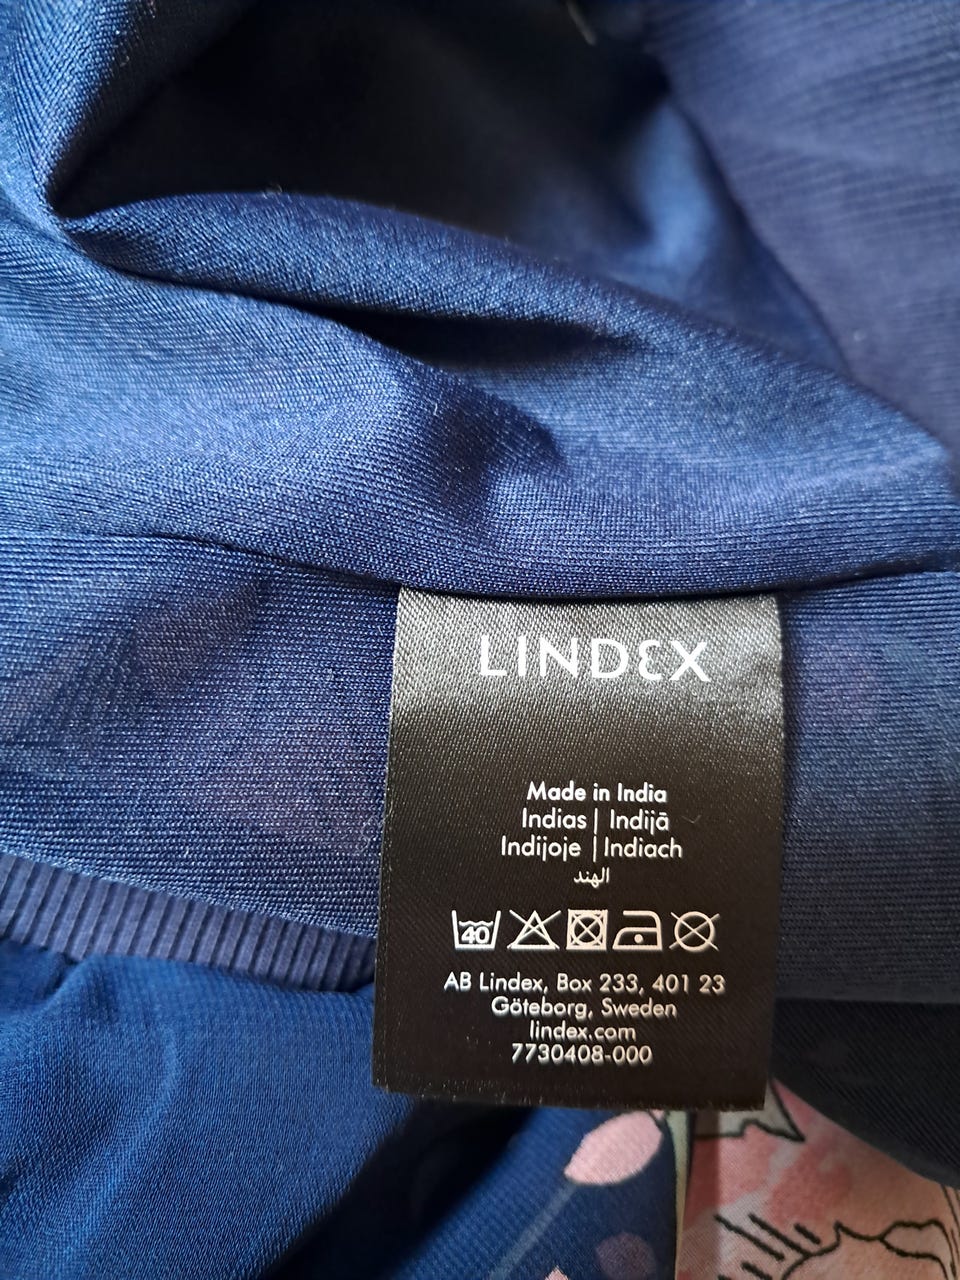 LINDEX
Made in India
Indias | Indijā
Indijoje | Indiach
الهند
40
AB Lindex, Box 233, 401 23
Göteborg, Sweden
lindex.com
7730408-000